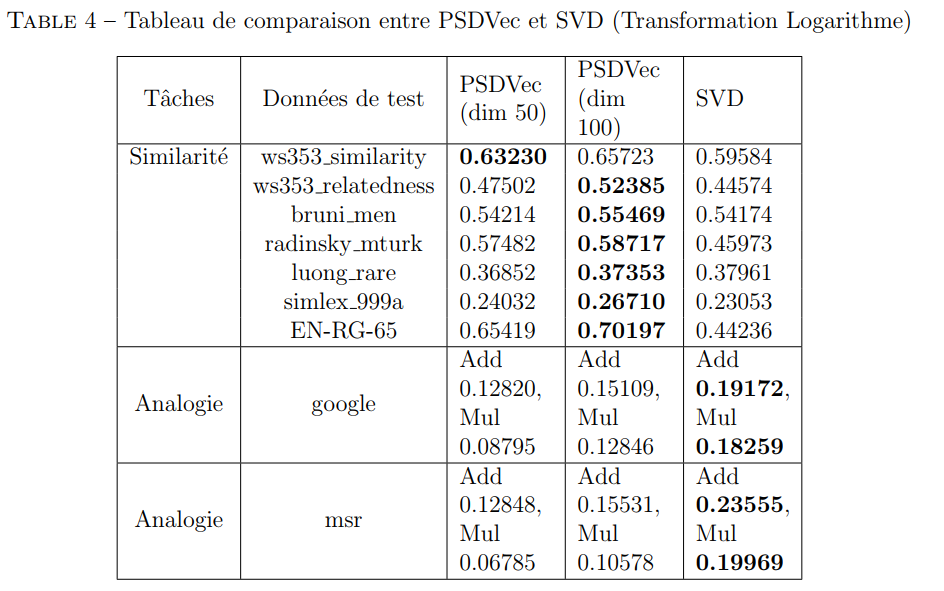 TABLE 4 – Tableau de comparaison entre PSDVec et SVD (Transformation Logarithme)
Tâches Données de test PSDVec (dim 50) PSDVec (dim 100) SVD
Similarité ws353_similarity 0.63230 0.65723 0.59584
ws353_relatedness 0.47502 0.52385 0.44574
bruni_men 0.54214 0.55469 0.54174
radinsky_mturk 0.57482 0.58717 0.45973
luong_rare 0.36852 0.37353 0.37961
simlex_999a 0.24032 0.26710 0.23053
EN-RG-65 0.65419 0.70197 0.44236
Analogie google Add 0.12820, Mul 0.08795 Add 0.15109, Mul 0.12846 Add 0.19172, Mul 0.18259
Analogie msr Add 0.12848, Mul 0.06785 Add 0.15531, Mul 0.10578 Add 0.23555, Mul 0.19969